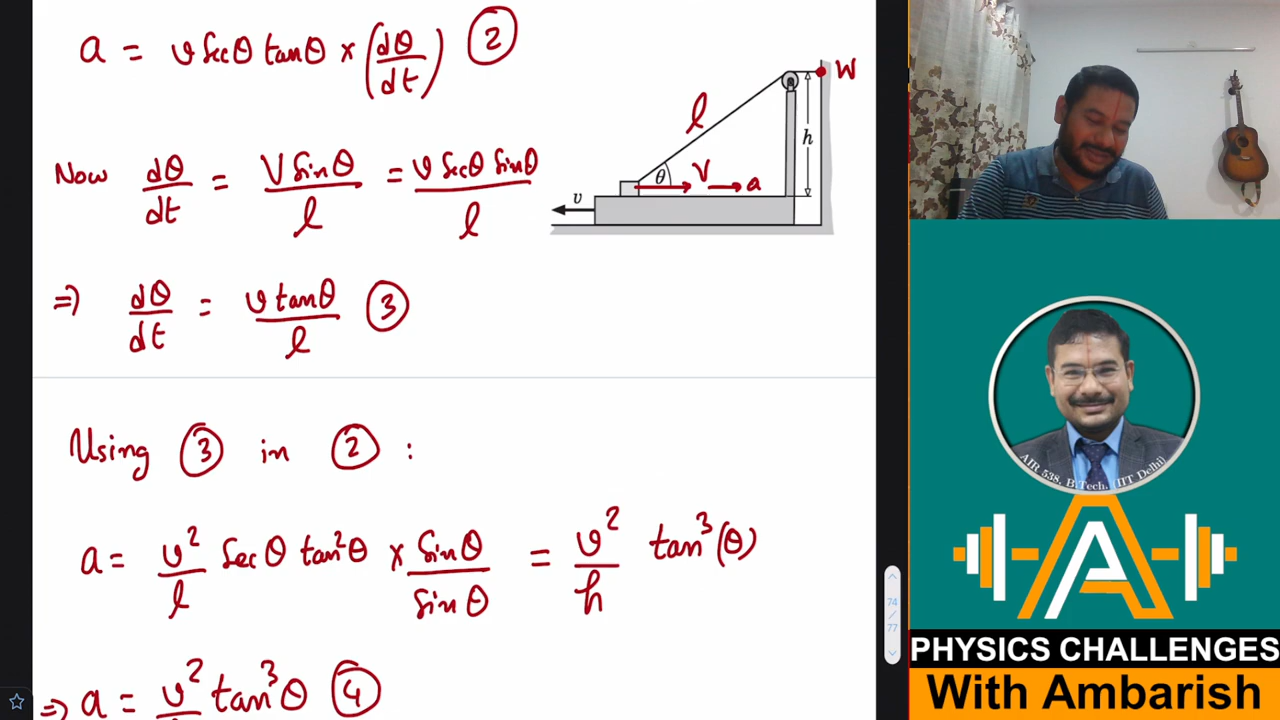 a = v secθ tanθ × (dθ/dt) ②
Now dθ/dt = V sinθ/l = v secθ sinθ/l
⇒ dθ/dt = v tanθ/l ③
l
θ
V
a
v
h
W
Using ③ in ② :
a = v²/l secθ tan²θ × sinθ/sinθ = v²/h tan³(θ)
⇒ a = v² tan³θ ④
74
/
77
AIR 538, B.Tech. (IIT Delhi)
PHYSICS CHALLENGES
With Ambarish